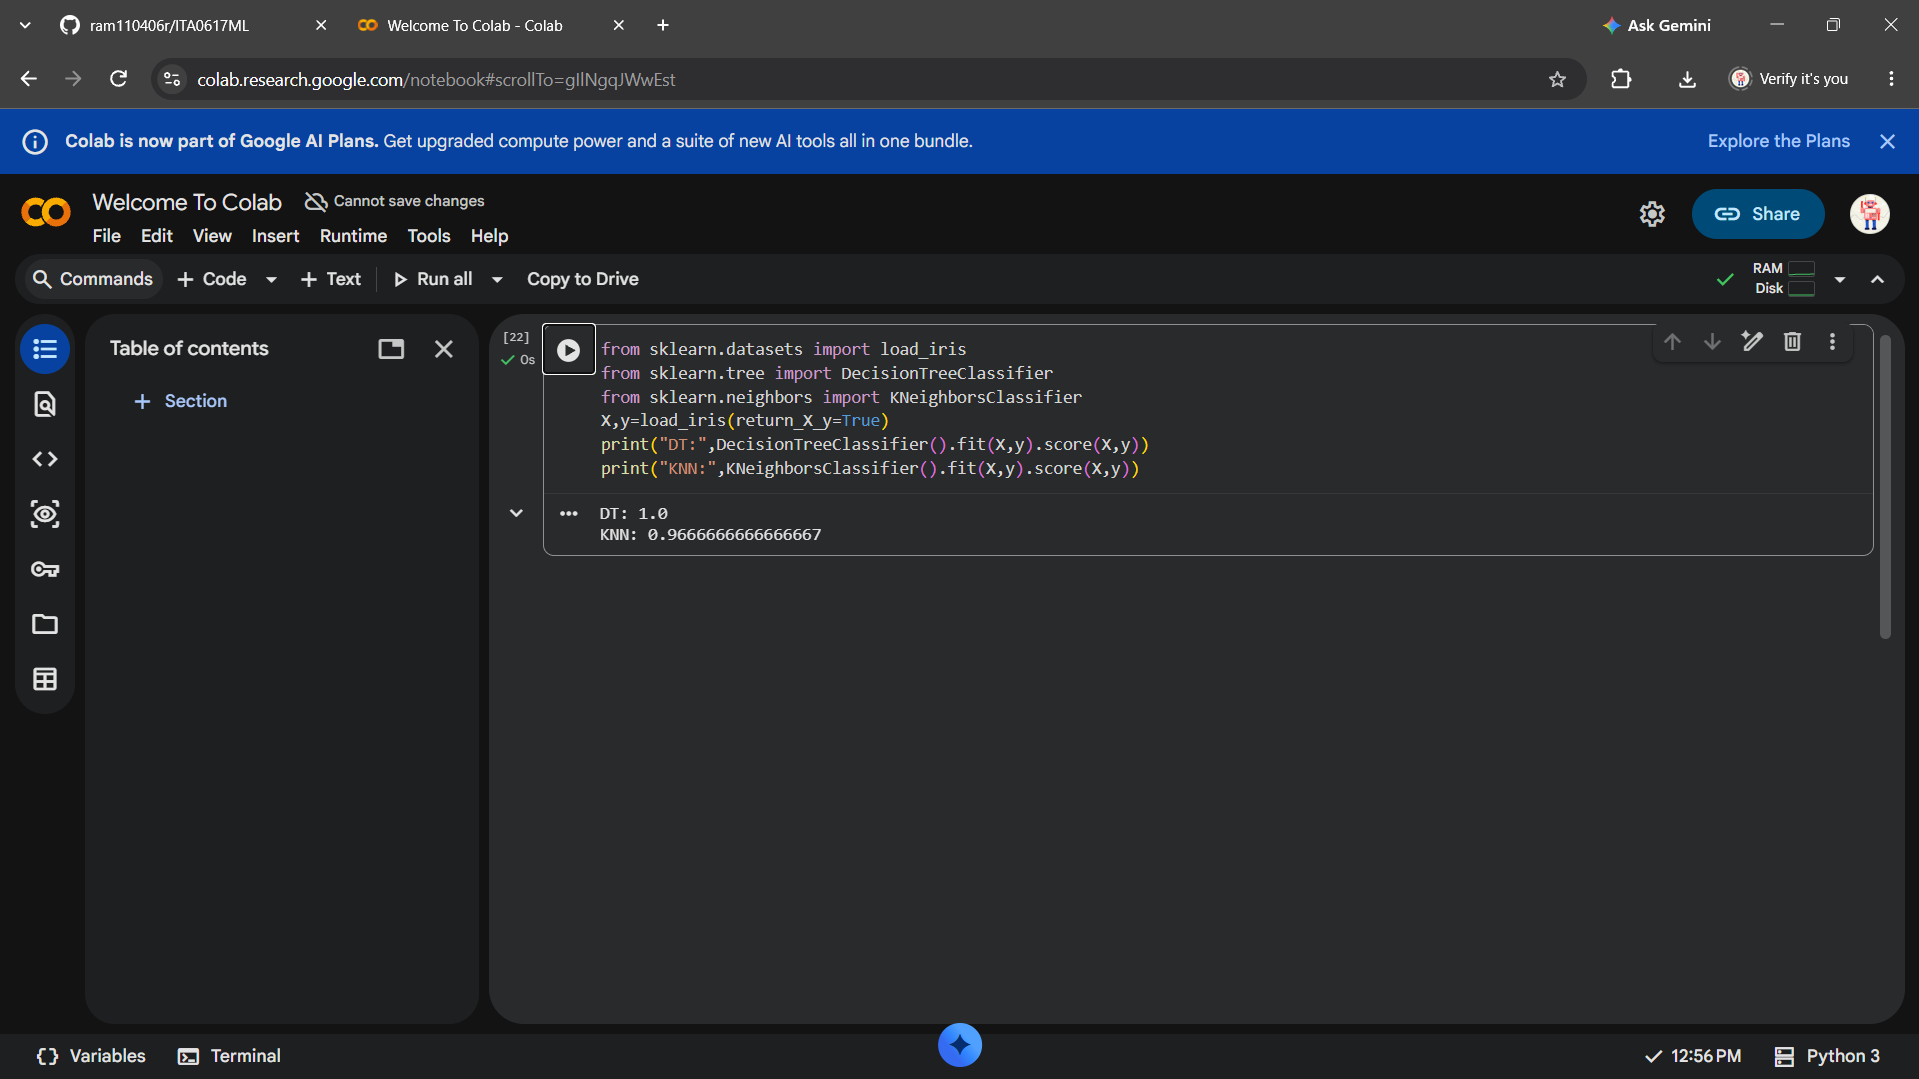 ram110406r/ITA0617ML
Welcome To Colab - Colab
Ask Gemini
colab.research.google.com/notebook#scrollTo=gIlNgqJWwEst
Verify it's you
Colab is now part of Google AI Plans. Get upgraded compute power and a suite of new AI tools all in one bundle.
Explore the Plans
Welcome To Colab
Cannot save changes
File Edit View Insert Runtime Tools Help
Share
Commands + Code + Text Run all Copy to Drive
RAM
Disk
Table of contents
+ Section
[22]
0s
from sklearn.datasets import load_iris
from sklearn.tree import DecisionTreeClassifier
from sklearn.neighbors import KNeighborsClassifier
X,y=load_iris(return_X_y=True)
print("DT:",DecisionTreeClassifier().fit(X,y).score(X,y))
print("KNN:",KNeighborsClassifier().fit(X,y).score(X,y))
DT: 1.0
KNN: 0.9666666666666667
Variables
Terminal
12:56 PM
Python 3